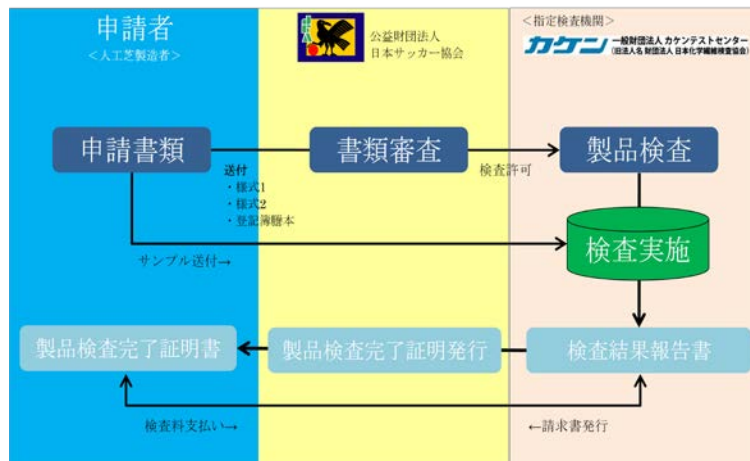 申請者
<人工芝製造者>
公益財団法人
日本サッカー協会
<指定検査機関>
カケン 一般財団法人 カケンテストセンター
(旧法人名 財団法人 日本化学繊維検査協会)
申請書類
書類審査
製品検査
送付
・様式1
・様式2
・登記簿謄本
検査許可
サンプル送付→
検査実施
製品検査完了証明書
製品検査完了証明発行
検査結果報告書
検査料支払い→
←請求書発行